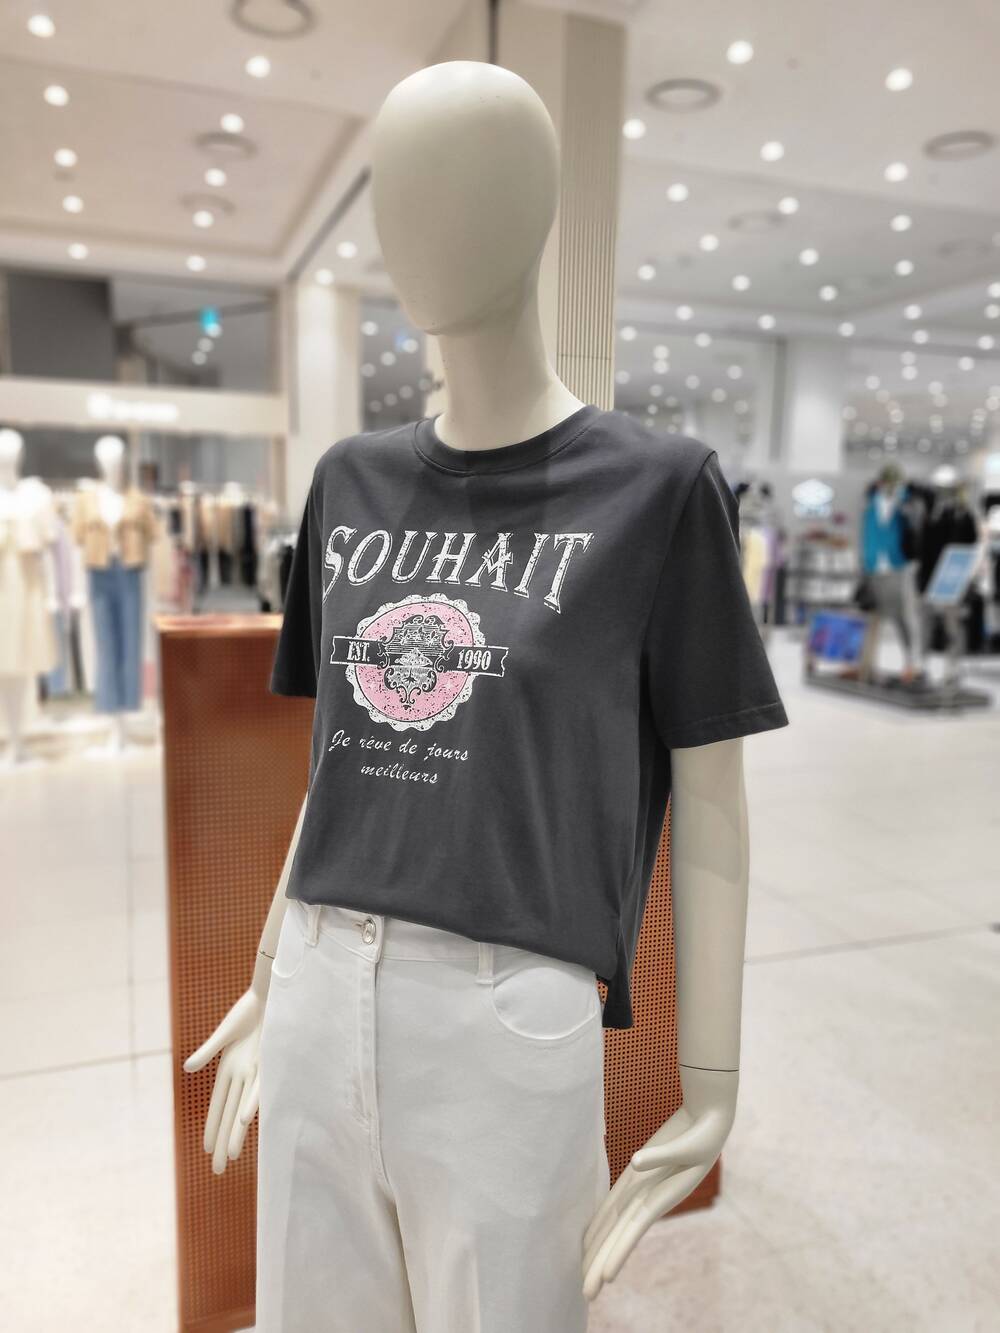 SOUHAIT
EST. 1990
Je rêve de jours
meilleurs